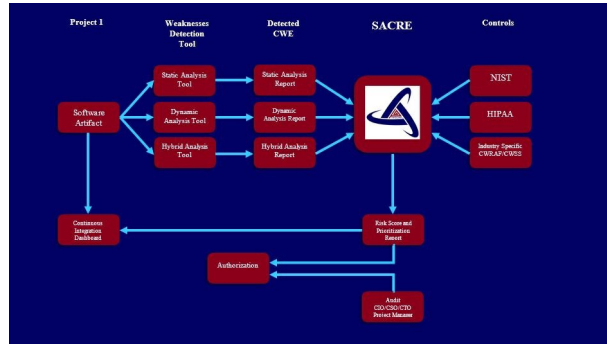 Project 1
Weaknesses
Detection
Tool
Detected
CWE
SACRE
Controls
Static Analysis
Tool
Static Analysis
Report
NIST
Software
Artifact
Dynamic
Analysis Tool
Dynamic
Analysis Report
HIPAA
Hybrid Analysis
Tool
Hybrid Analysis
Report
Industry Specific
CWRAF/CWSS
Continuous
Integration
Dashboard
Risk Score and
Prioritization
Report
Authorization
Audit
CIO/CSO/CTO
Project Manager